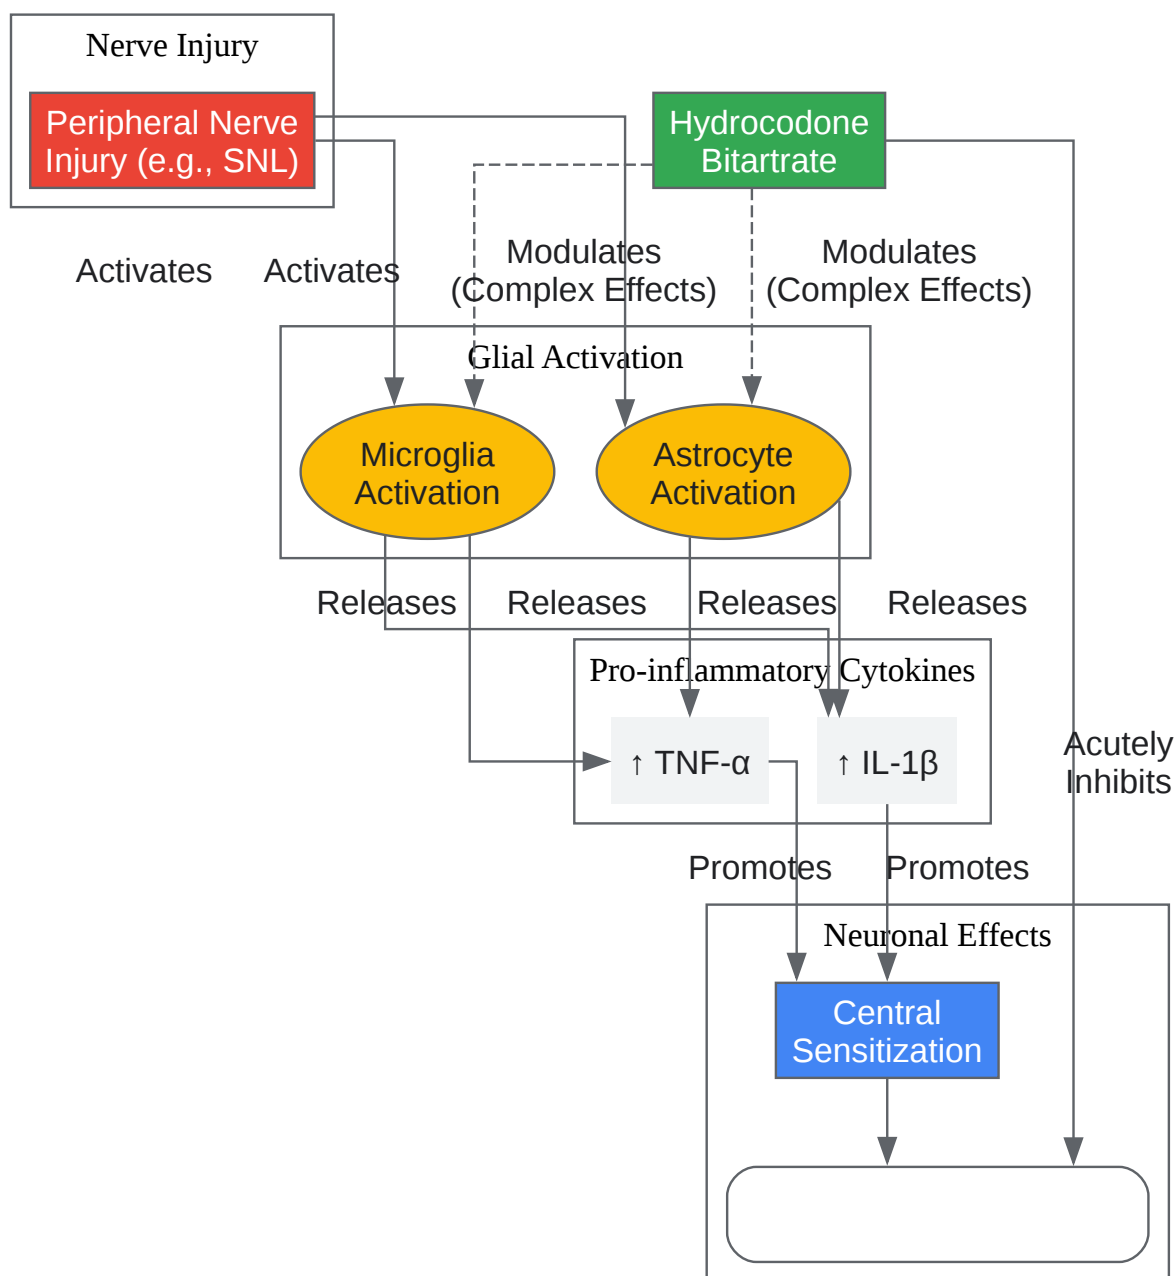 Nerve Injury
Peripheral Nerve
Injury (e.g., SNL)
Hydrocodone
Bitartrate
Activates
Activates
Modulates
(Complex Effects)
Modulates
(Complex Effects)
Glial Activation
Microglia
Activation
Astrocyte
Activation
Releases
Releases
Releases
Releases
Pro-inflammatory Cytokines
↑ TNF-α
↑ IL-1β
Acutely
Inhibits
Promotes
Promotes
Neuronal Effects
Central
Sensitization